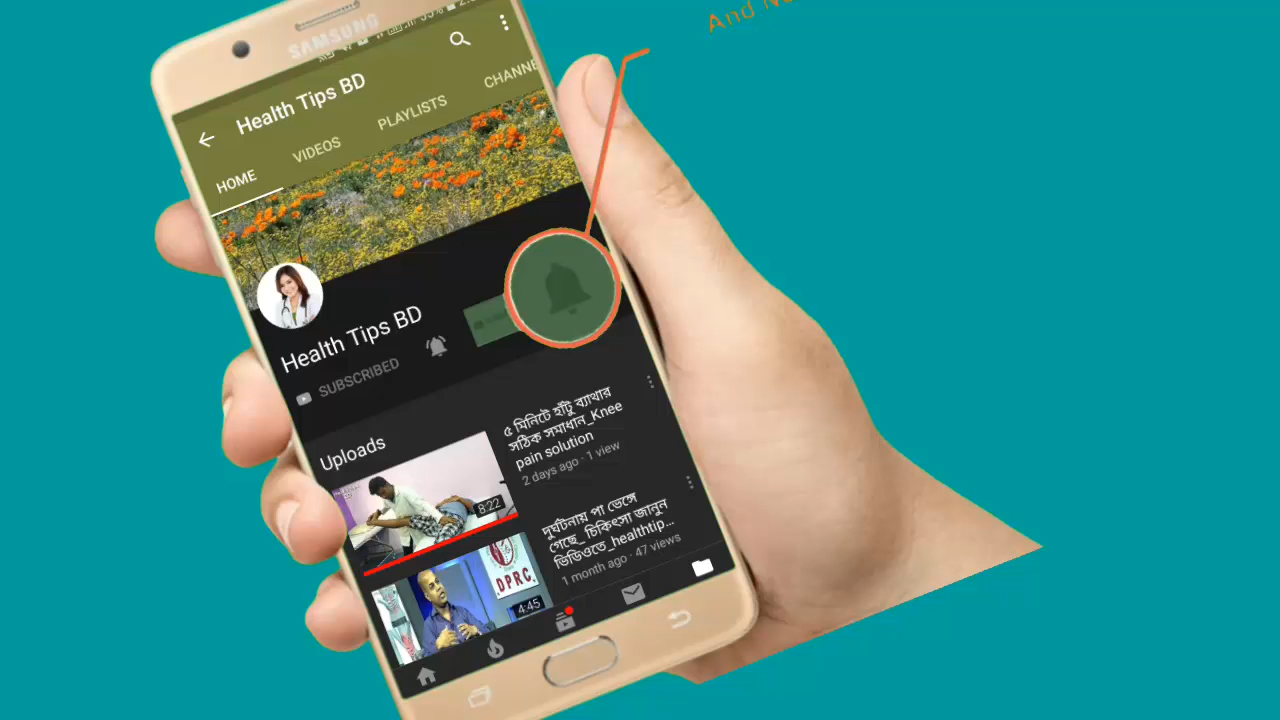 And
SAMSUNG
Health Tips BD
HOME
VIDEOS
PLAYLISTS
CHANNE
Health Tips BD
SUBSCRIBED
Uploads
8:22
৫ মিনিটে হাঁটু ব্যাথার
সঠিক সমাধান_Knee
pain solution
2 days ago · 1 view
DPRC
4:45
দুর্ঘটনায় পা ভেঙ্গে
গেছে_ চিকিৎসা জানুন
ভিডিওতে_healthtip...
1 month ago · 47 views